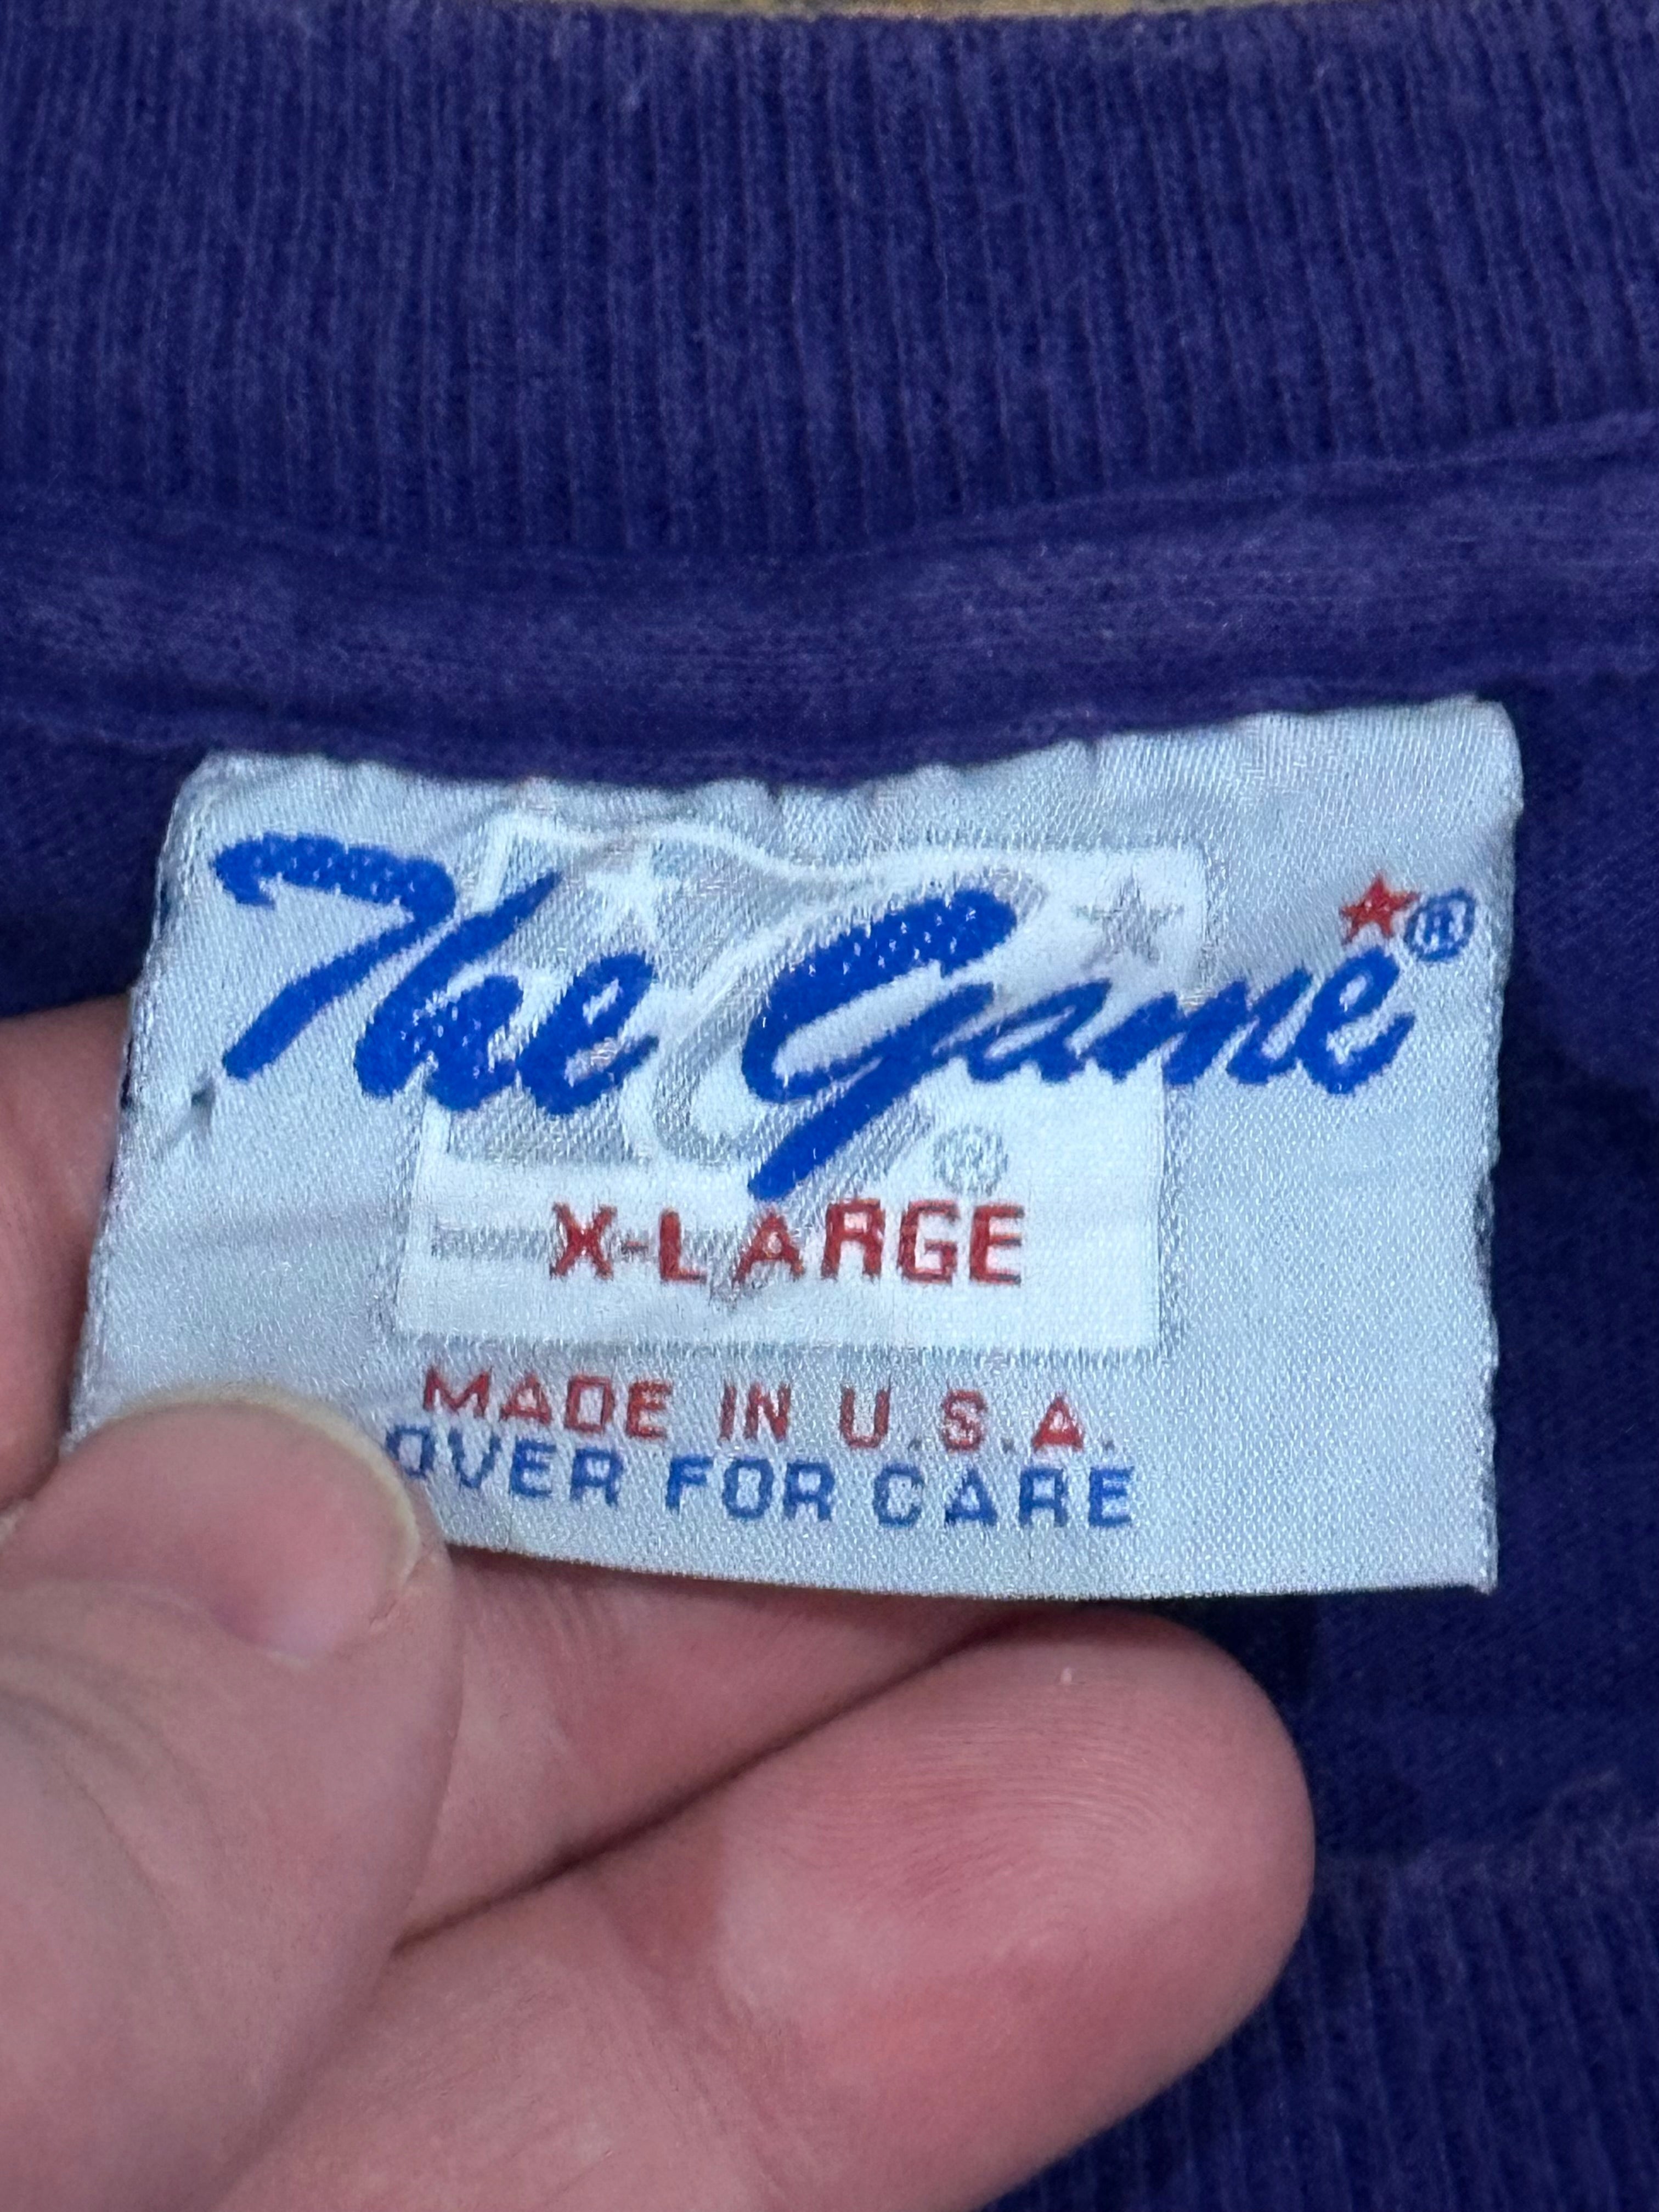 The Game®
®
X-LARGE
MADE IN U.S.A.
OVER FOR CARE